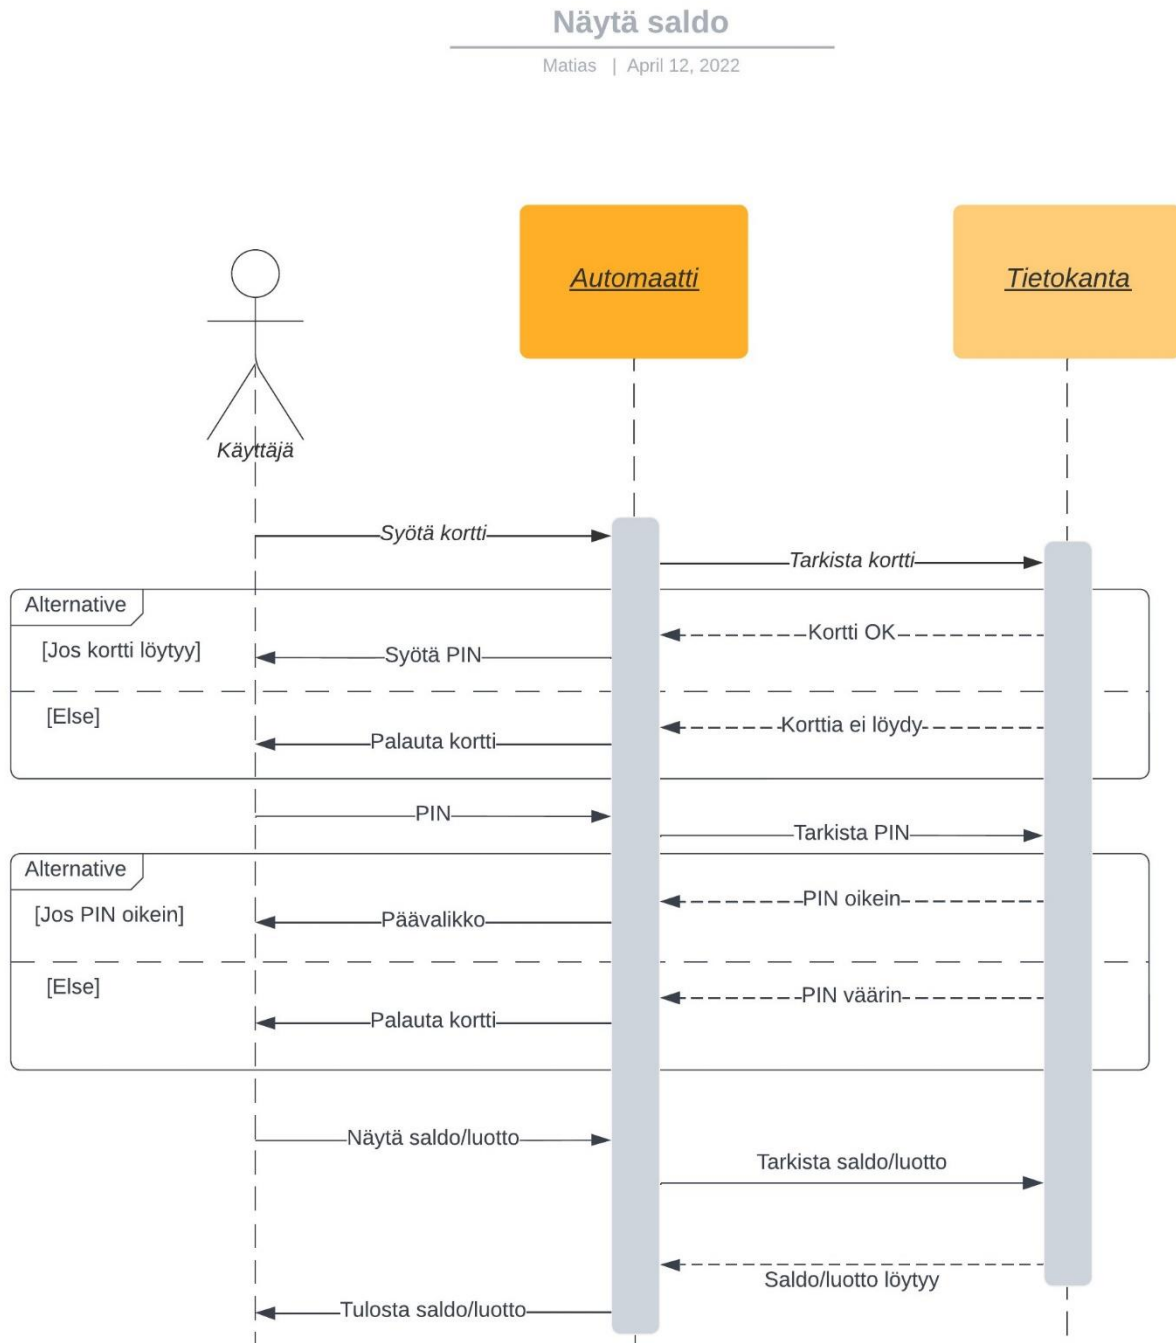 Näytä saldo
Matias | April 12, 2022
Automaatti
Tietokanta
Käyttäjä
Syötä kortti
Tarkista kortti
Alternative
Kortti OK
[Jos kortti löytyy]
Syötä PIN
[Else]
Korttia ei löydy
Palauta kortti
PIN
Tarkista PIN
Alternative
PIN oikein
[Jos PIN oikein]
Päävalikko
[Else]
PIN väärin
Palauta kortti
Näytä saldo/luotto
Tarkista saldo/luotto
Saldo/luotto löytyy
Tulosta saldo/luotto